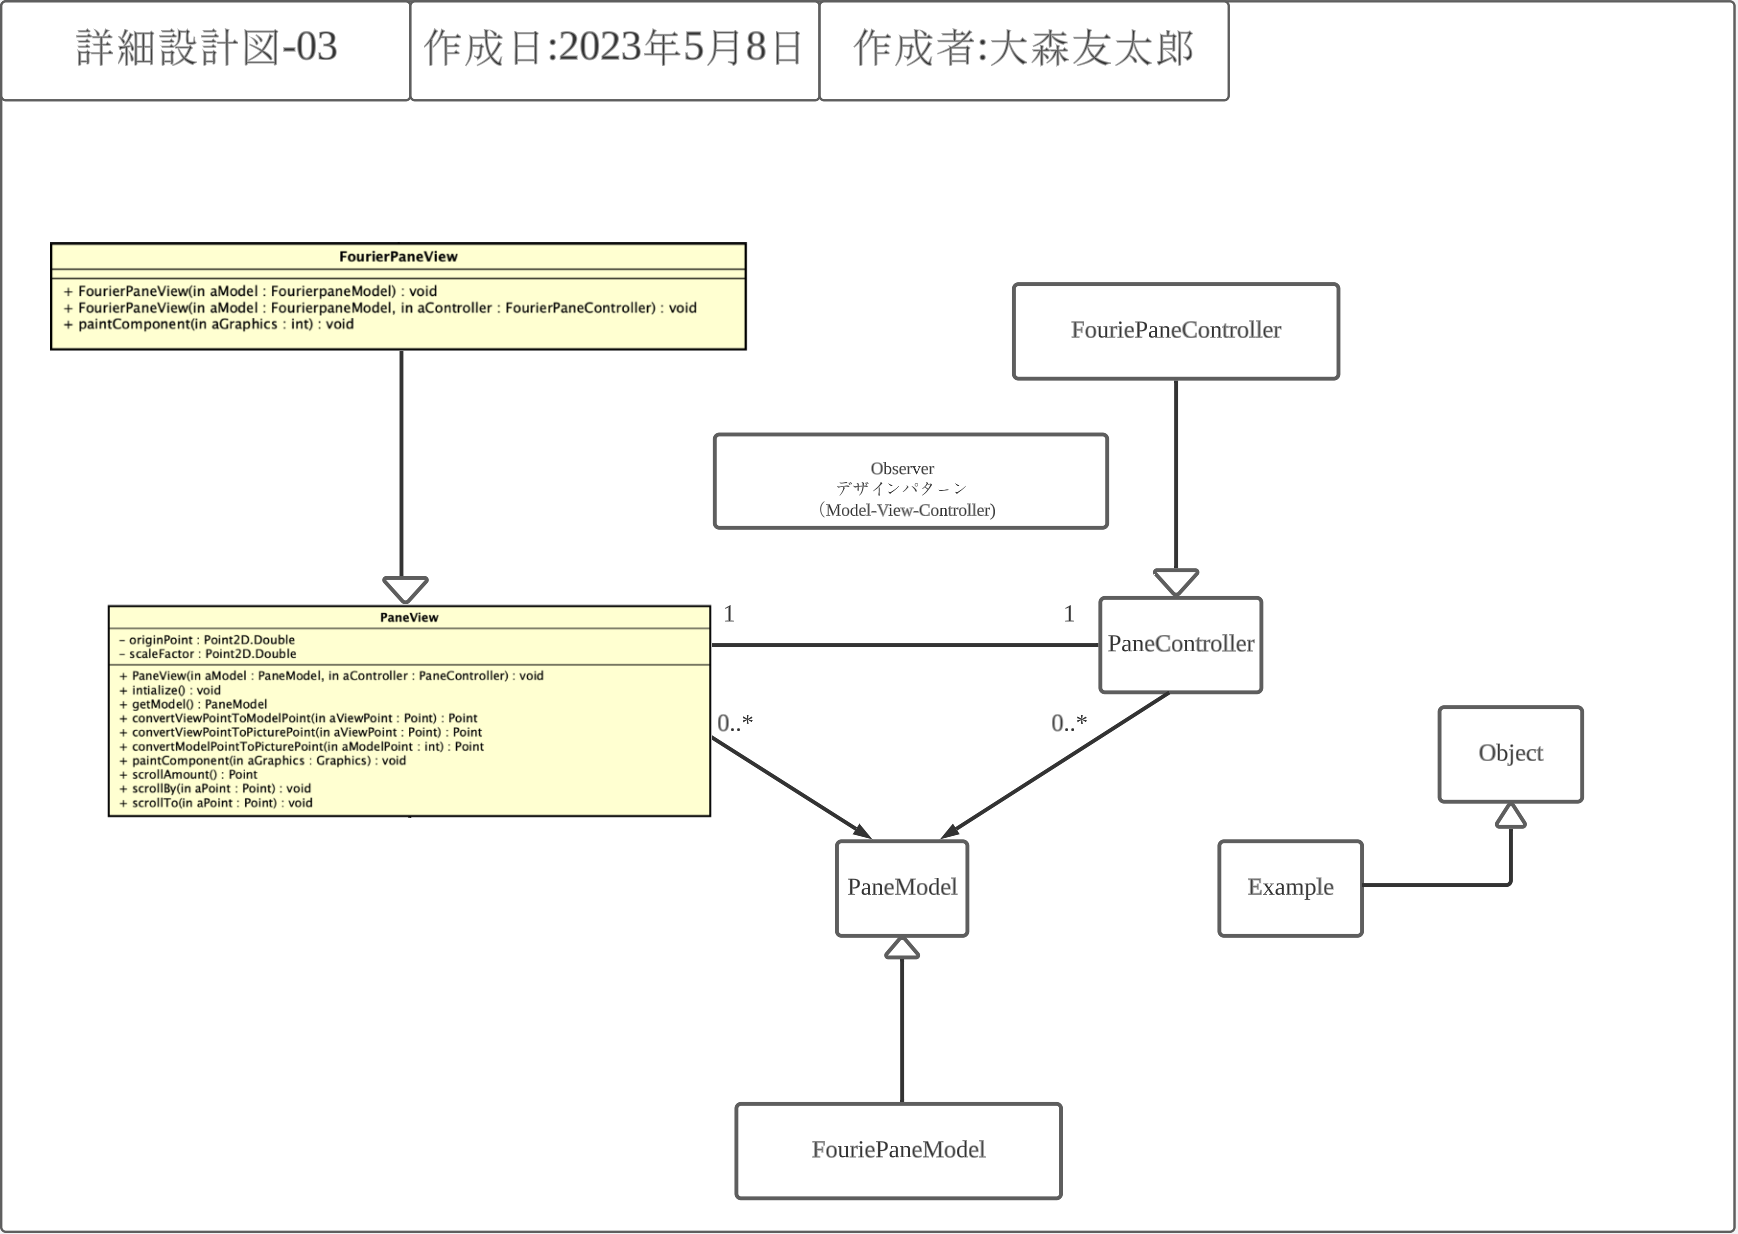 詳細設計図-03
作成日:2023年5月8日
作成者:大森友太郎
FourierPaneView
+ FourierPaneView(in aModel : FourierpaneModel) : void
+ FourierPaneView(in aModel : FourierpaneModel, in aController : FourierPaneController) : void
+ paintComponent(in aGraphics : int) : void
FouriePaneController
Observer
デザインパターン
（Model-View-Controller)
PaneView
- originPoint : Point2D.Double
- scaleFactor : Point2D.Double
+ PaneView(in aModel : PaneModel, in aController : PaneController) : void
+ intialize() : void
+ getModel() : PaneModel
+ convertViewPointToModelPoint(in aViewPoint : Point) : Point
+ convertViewPointToPicturePoint(in aViewPoint : Point) : Point
+ convertModelPointToPicturePoint(in aModelPoint : int) : Point
+ paintComponent(in aGraphics : Graphics) : void
+ scrollAmount() : Point
+ scrollBy(in aPoint : Point) : void
+ scrollTo(in aPoint : Point) : void
1
1
PaneController
0..*
0..*
Object
PaneModel
Example
FouriePaneModel